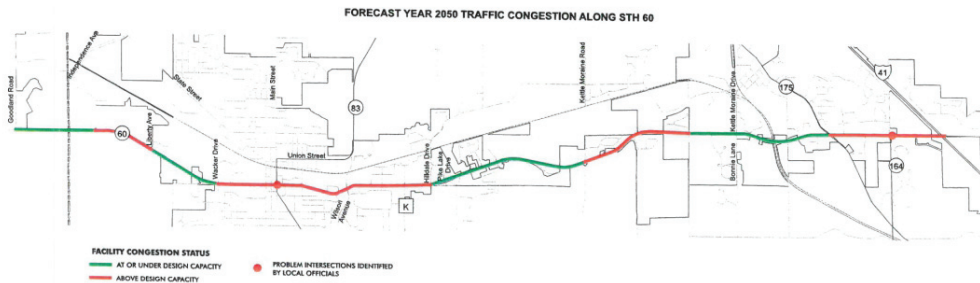 FORECAST YEAR 2050 TRAFFIC CONGESTION ALONG STH 60
Goodland Road
Independence Ave
State Street
Main Street
83
Kettle Moraine Road
Kettle Moraine Drive
175
41
60
Liberty Ave
Wacker Drive
Union Street
Hilldale Drive
Pike Lake
Drive
Bonnie Lane
164
Wilson
Avenue
K
FACILITY CONGESTION STATUS
AT OR UNDER DESIGN CAPACITY
ABOVE DESIGN CAPACITY
PROBLEM INTERSECTIONS IDENTIFIED
BY LOCAL OFFICIALS